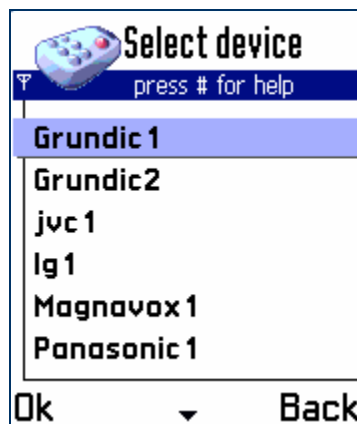 Select device
press # for help
Grundic1
Grundic2
jvc1
lg1
Magnavox1
Panasonic1
Ok Back